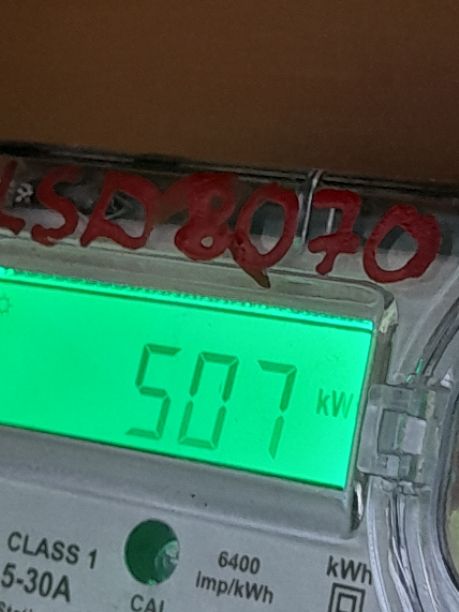 LSD8070
507 kW
CLASS 1
5-30A
6400
imp/kWh
kWh
CAL